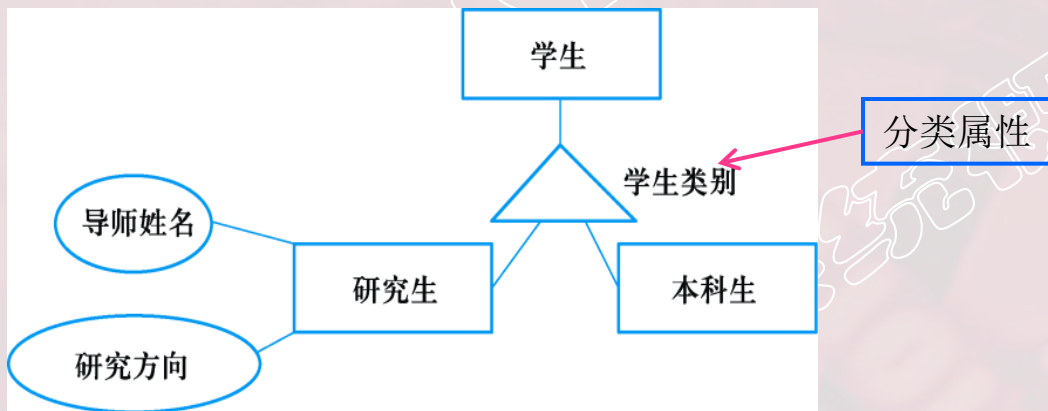 学生
分类属性
学生类别
导师姓名
研究生
本科生
研究方向